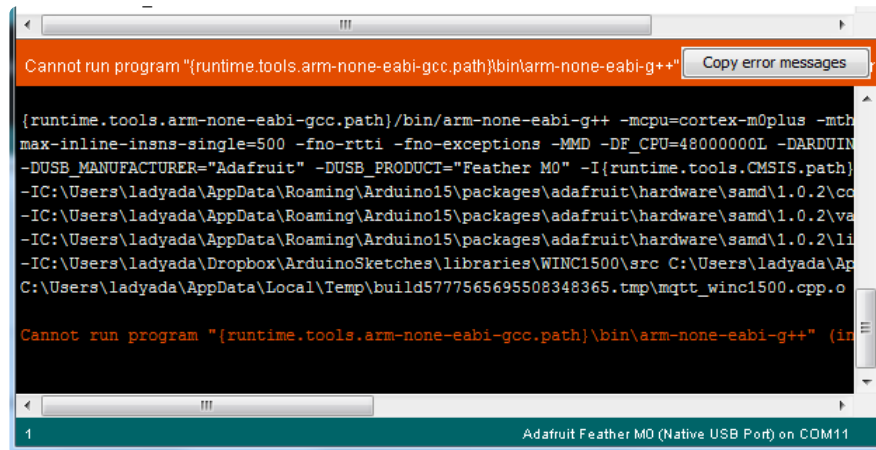 Cannot run program "{runtime.tools.arm-none-eabi-gcc.path}\bin\arm-none-eabi-g++" Copy error messages
{runtime.tools.arm-none-eabi-gcc.path}/bin/arm-none-eabi-g++ -mcpu=cortex-m0plus -mth
max-inline-insns-single=500 -fno-rtti -fno-exceptions -MMD -DF_CPU=48000000L -DARDUIN
-DUSB_MANUFACTURER="Adafruit" -DUSB_PRODUCT="Feather M0" -I{runtime.tools.CMSIS.path}
-IC:\Users\ladyada\AppData\Roaming\Arduino15\packages\adafruit\hardware\samd\1.0.2\co
-IC:\Users\ladyada\AppData\Roaming\Arduino15\packages\adafruit\hardware\samd\1.0.2\va
-IC:\Users\ladyada\AppData\Roaming\Arduino15\packages\adafruit\hardware\samd\1.0.2\li
-IC:\Users\ladyada\Dropbox\ArduinoSketches\libraries\WINC1500\src C:\Users\ladyada\Ap
C:\Users\ladyada\AppData\Local\Temp\build5777565695508348365.tmp\mqtt_winc1500.cpp.o
Cannot run program "{runtime.tools.arm-none-eabi-gcc.path}\bin\arm-none-eabi-g++" (in
1 Adafruit Feather M0 (Native USB Port) on COM11